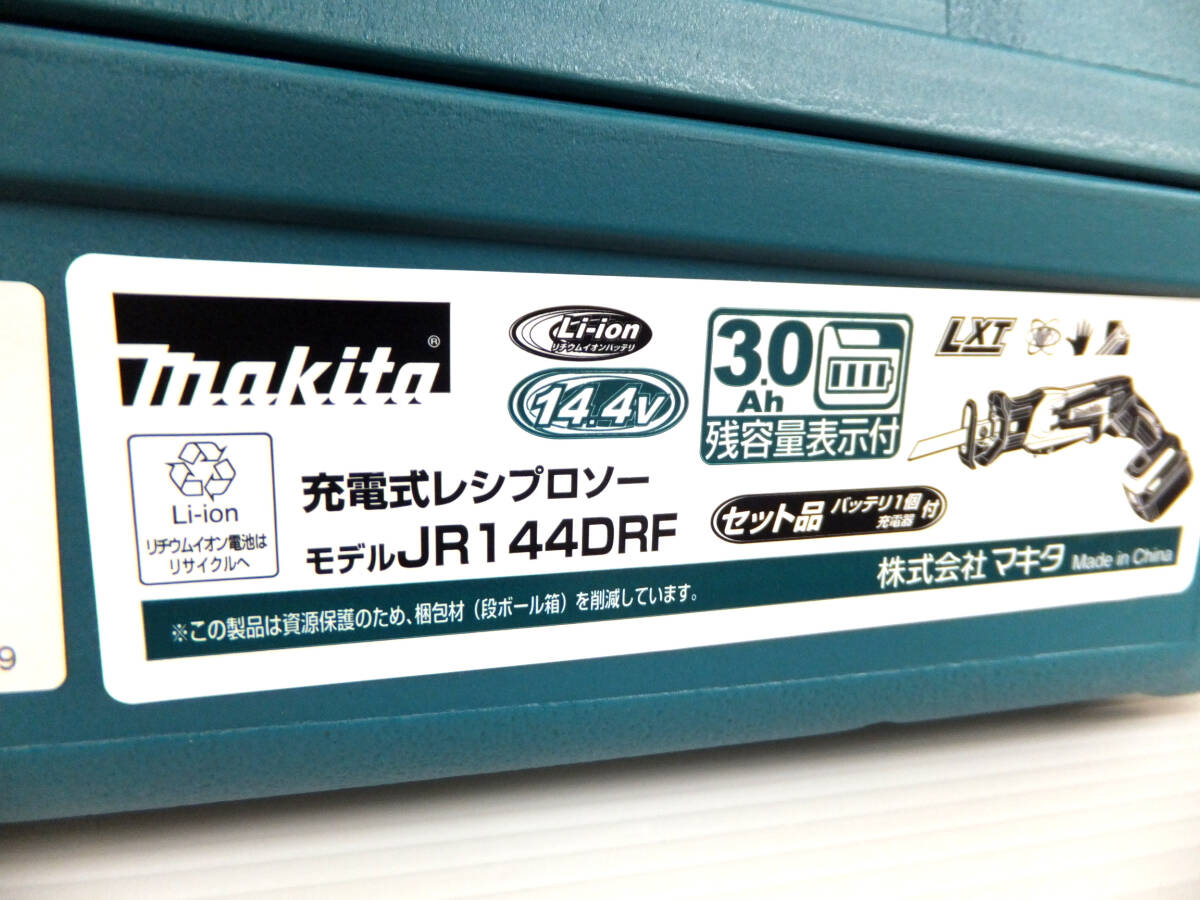 makita®
Li-ion
リチウムイオンバッテリ
14.4V
3.0
Ah
残容量表示付
LXT
Li-ion
リチウムイオン電池は
リサイクルへ
充電式レシプロソー
モデルJR144DRF
セット品 バッテリ1個
充電器
付
※この製品は資源保護のため、梱包材（段ボール箱）を削減しています。
株式会社マキタ Made in China
9